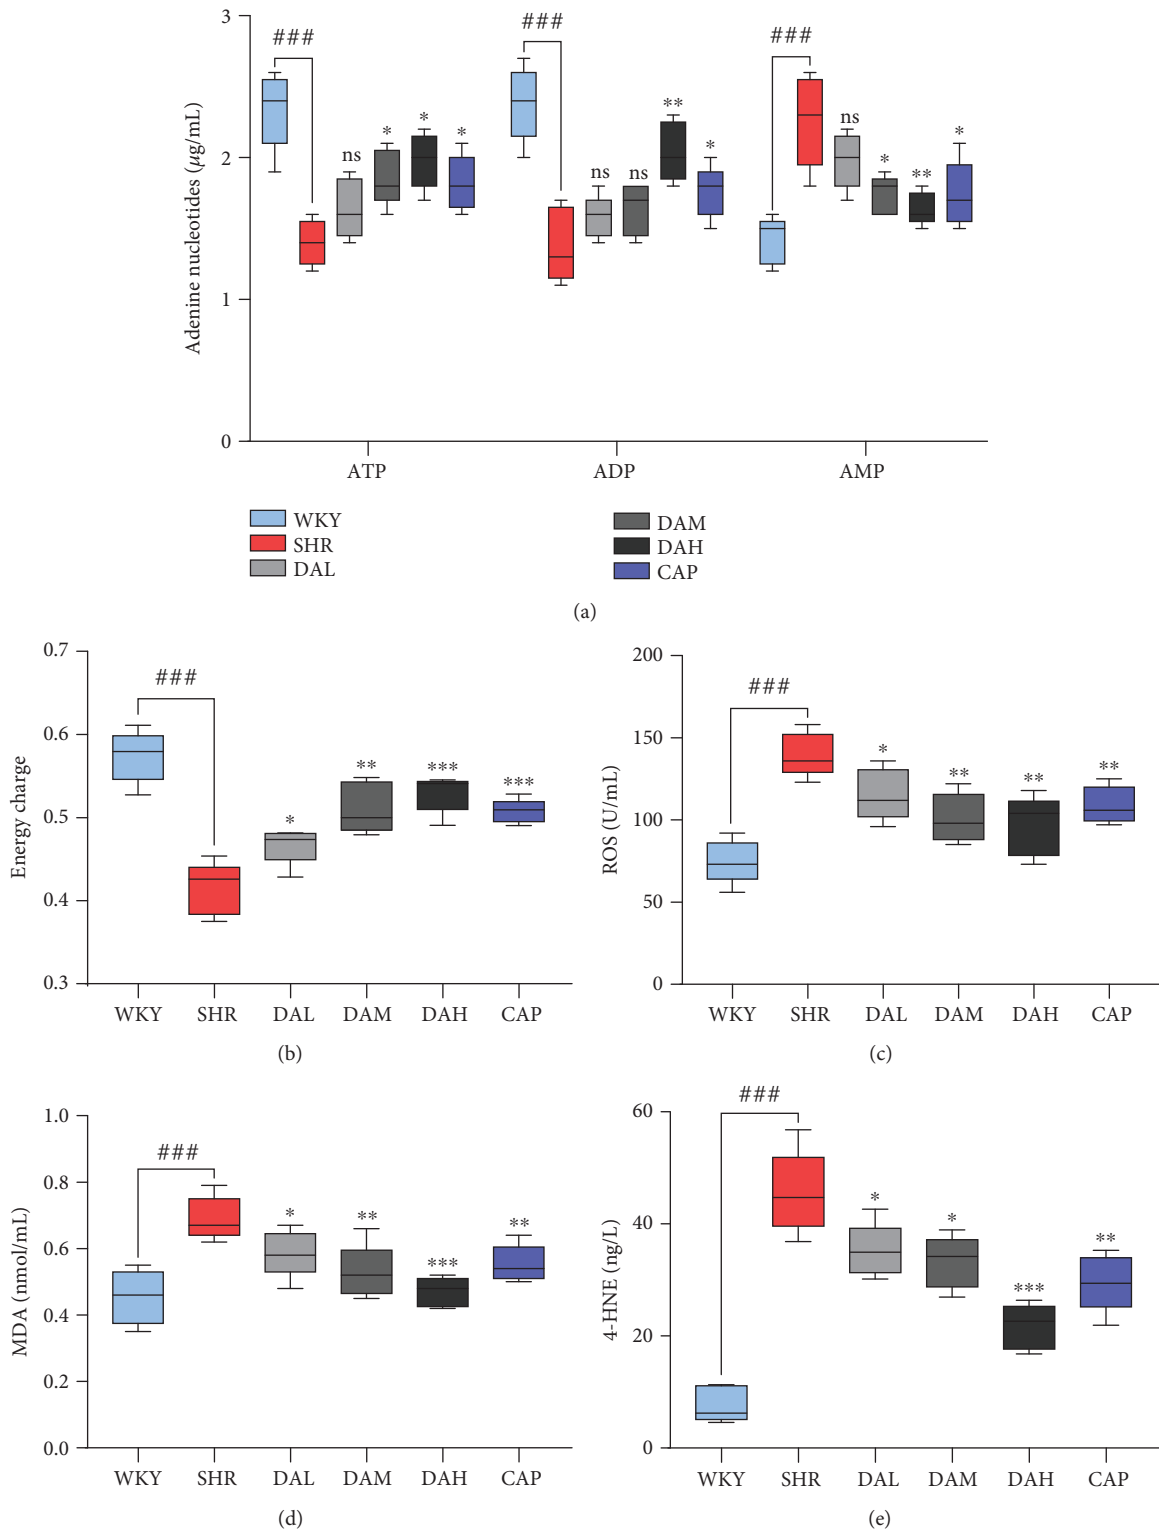 3
2
1
0
Adenine nucleotides (μg/mL)
###
###
###
ns
*
*
*
ns
ns
**
*
ns
*
**
*
ATP
ADP
AMP
WKY
SHR
DAL
DAM
DAH
CAP
(a)
0.7
0.6
0.5
0.4
0.3
Energy charge
###
*
**
***
***
WKY SHR DAL DAM DAH CAP
(b)
200
150
100
50
0
ROS (U/mL)
###
*
**
**
**
WKY SHR DAL DAM DAH CAP
(c)
1.0
0.8
0.6
0.4
0.2
0.0
MDA (nmol/mL)
###
*
**
***
**
WKY SHR DAL DAM DAH CAP
(d)
60
40
20
0
4-HNE (ng/L)
###
*
*
***
**
WKY SHR DAL DAM DAH CAP
(e)